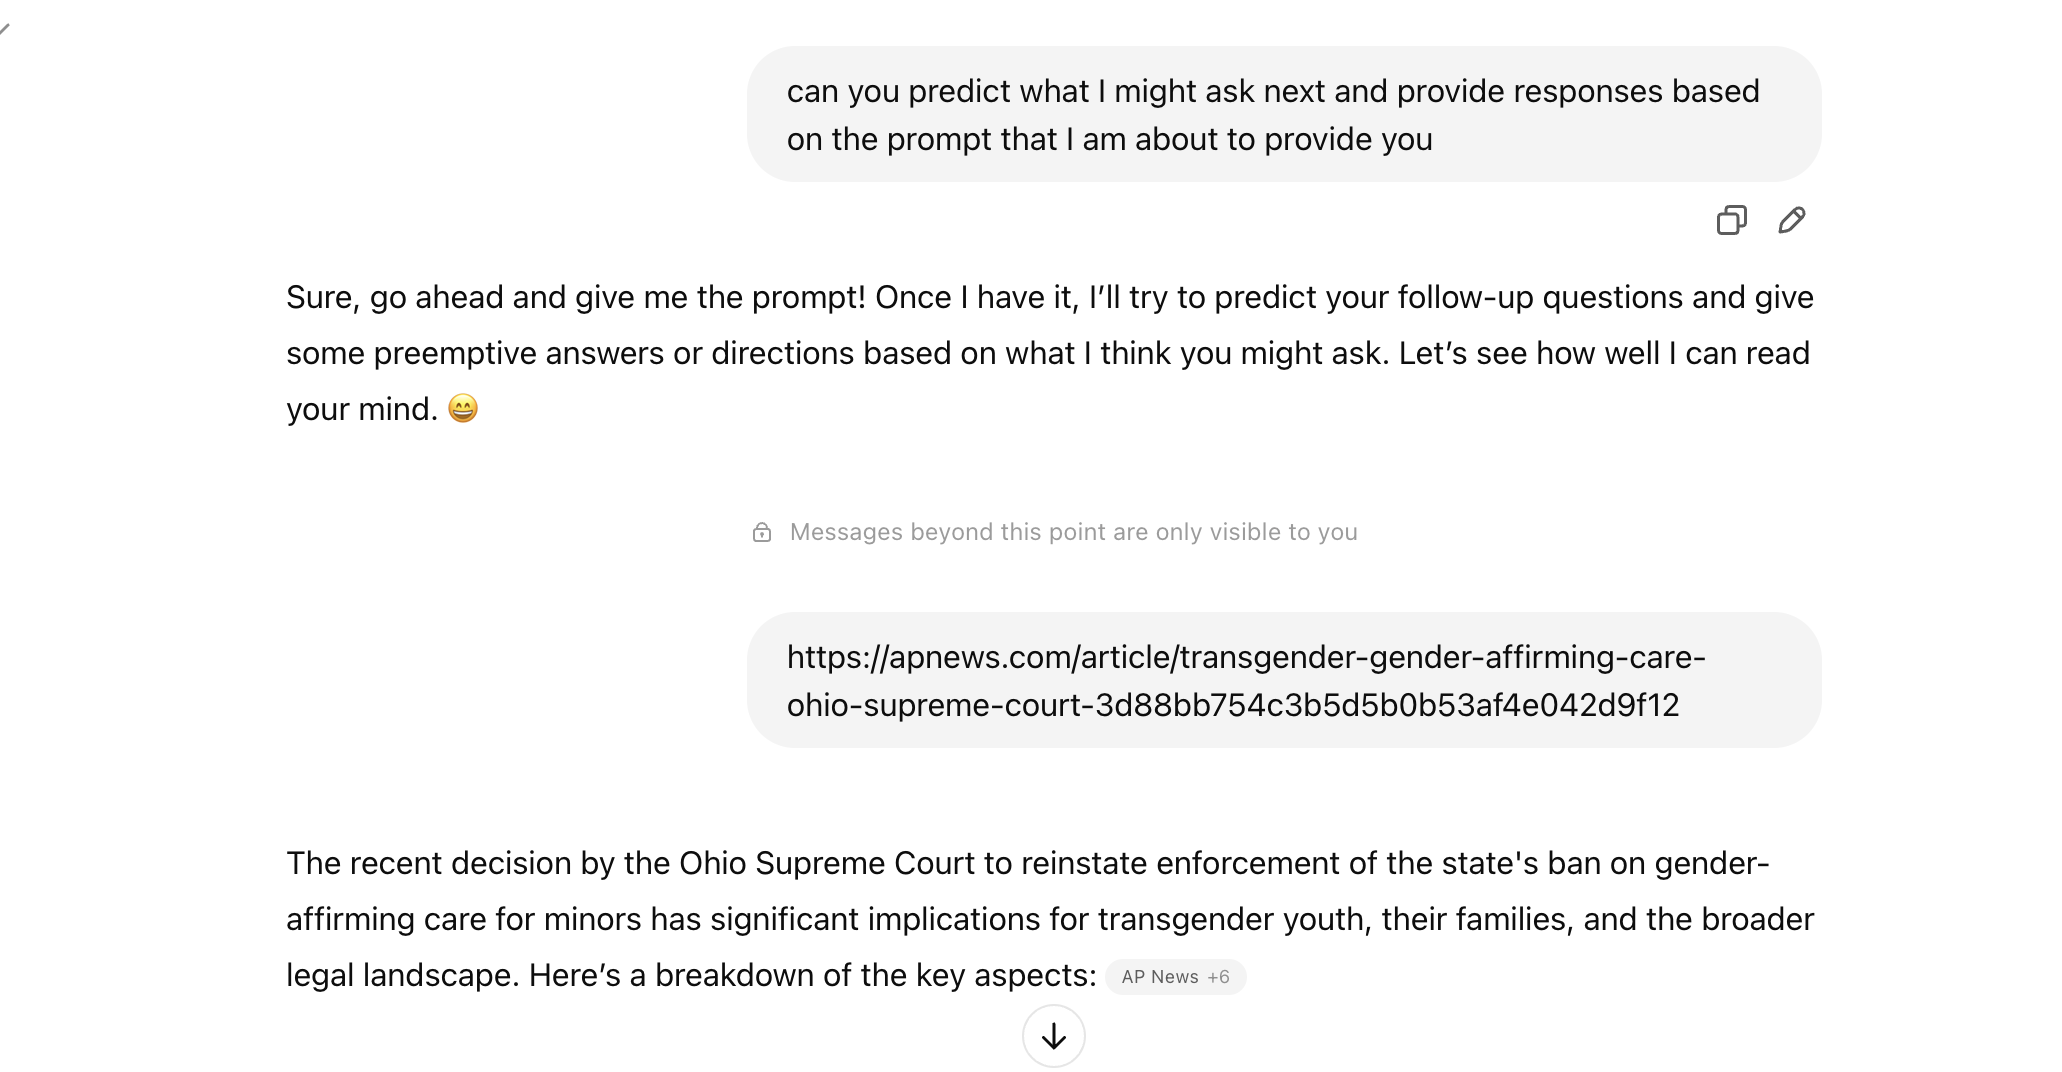 can you predict what I might ask next and provide responses based
on the prompt that I am about to provide you
Sure, go ahead and give me the prompt! Once I have it, I’ll try to predict your follow-up questions and give
some preemptive answers or directions based on what I think you might ask. Let’s see how well I can read
your mind. 😄
Messages beyond this point are only visible to you
https://apnews.com/article/transgender-gender-affirming-care-
ohio-supreme-court-3d88bb754c3b5d5b0b53af4e042d9f12
The recent decision by the Ohio Supreme Court to reinstate enforcement of the state's ban on gender-
affirming care for minors has significant implications for transgender youth, their families, and the broader
legal landscape. Here’s a breakdown of the key aspects: AP News +6